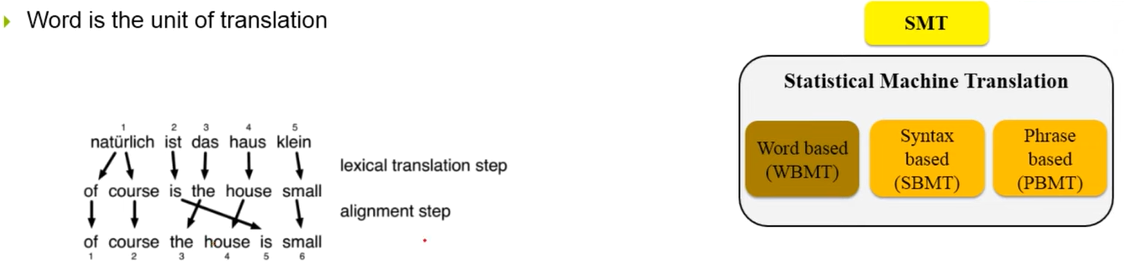 Word is the unit of translation
1 2 3 4 5
natürlich ist das haus klein
lexical translation step
of course is the house small
alignment step
of course the house is small
1 2 3 4 5 6
SMT
Statistical Machine Translation
Word based
(WBMT)
Syntax
based
(SBMT)
Phrase
based
(PBMT)